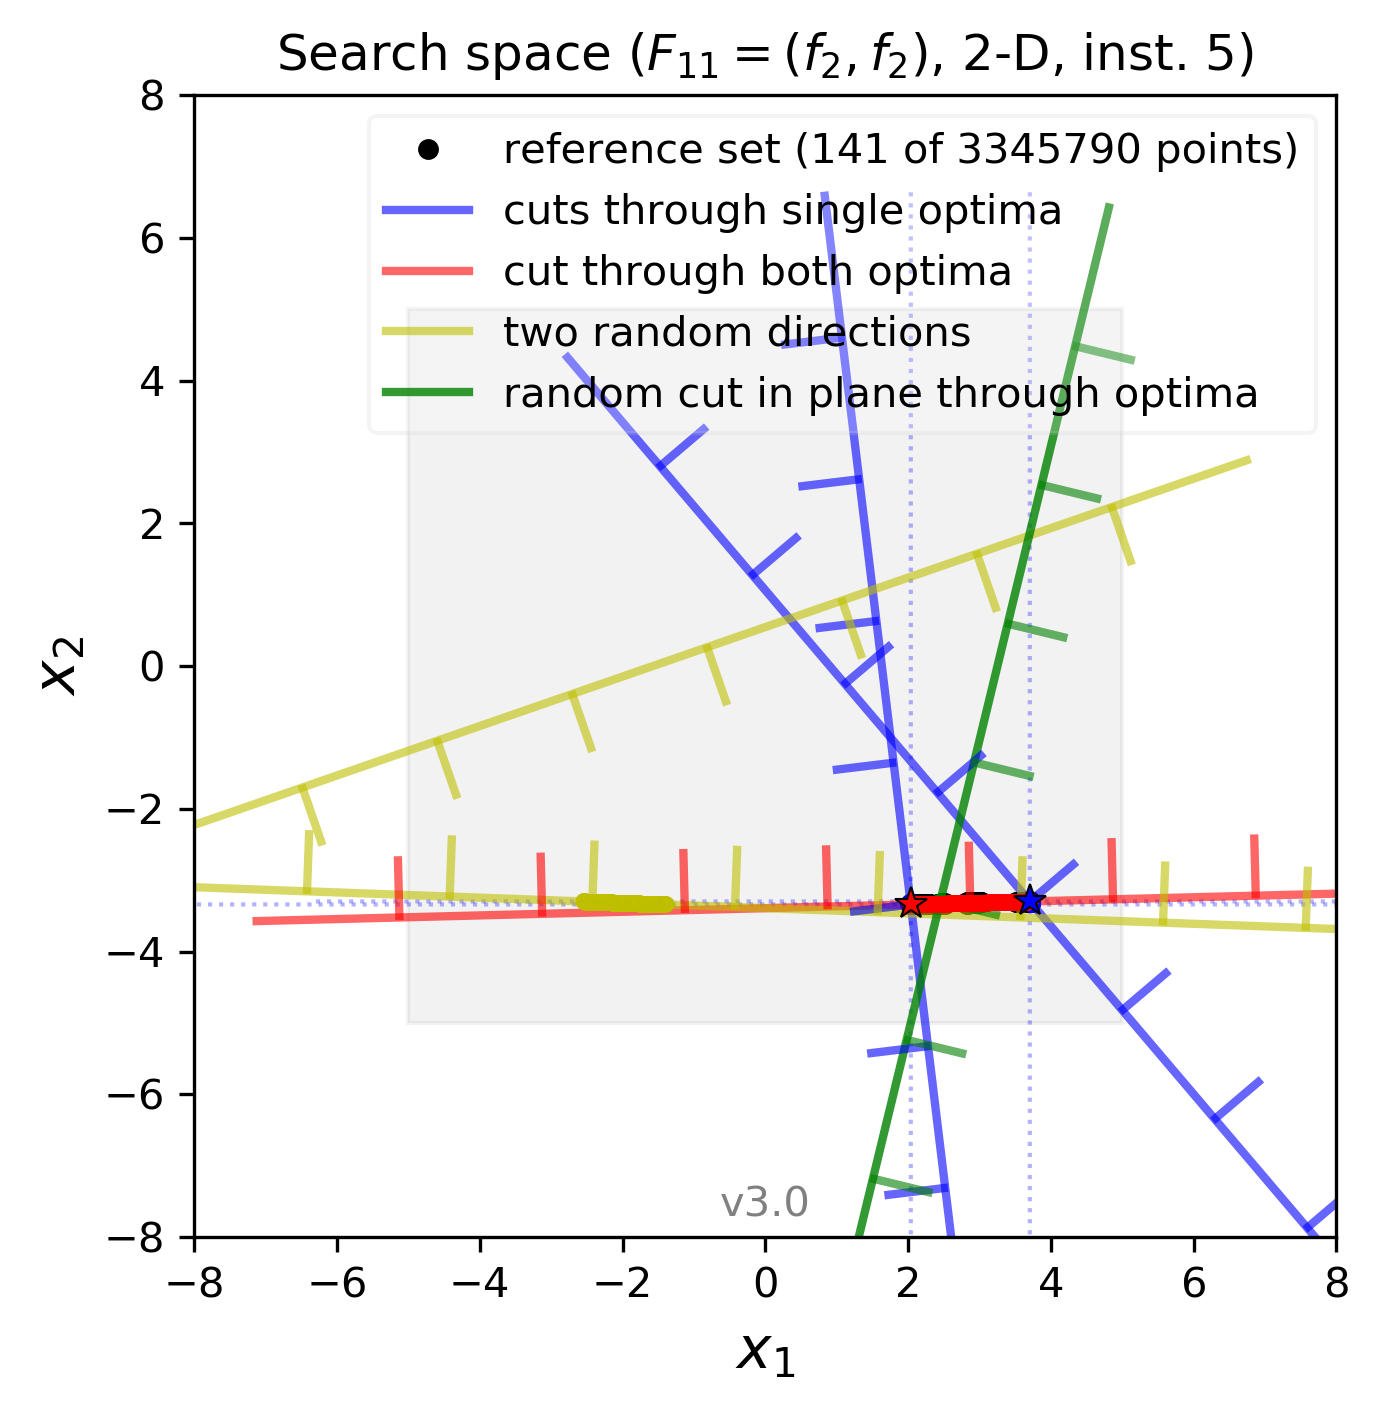 Search space (F₁₁ = (f₂, f₂), 2-D, inst. 5)
reference set (141 of 3345790 points)
cuts through single optima
cut through both optima
two random directions
random cut in plane through optima
8
6
4
2
0
−2
−4
−6
−8
x₂
v3.0
−8 −6 −4 −2 0 2 4 6 8
x₁